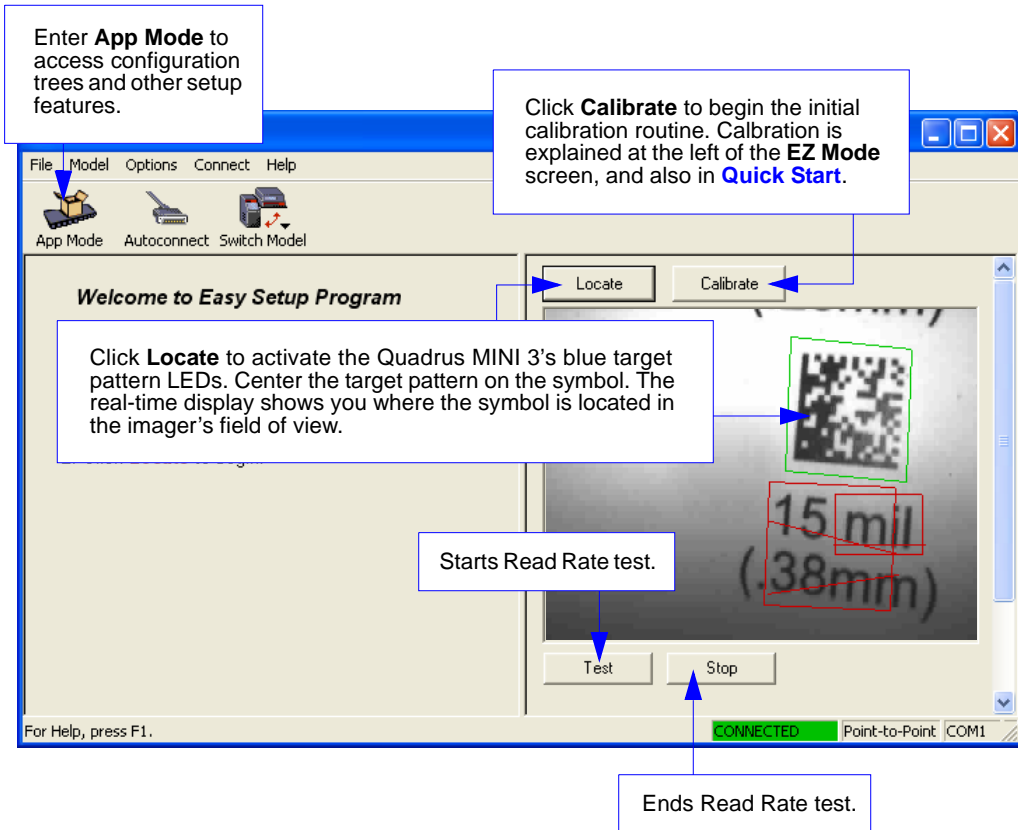 Enter App Mode to
access configuration
trees and other setup
features.
Click Calibrate to begin the initial
calibration routine. Calbration is
explained at the left of the EZ Mode
screen, and also in Quick Start.
File Model Options Connect Help
App Mode Autoconnect Switch Model
Welcome to Easy Setup Program
Locate Calibrate
Click Locate to activate the Quadrus MINI 3's blue target
pattern LEDs. Center the target pattern on the symbol. The
real-time display shows you where the symbol is located in
the imager's field of view.
15 mil
(.38mm)
Starts Read Rate test.
Test Stop
For Help, press F1.
CONNECTED Point-to-Point COM1
Ends Read Rate test.